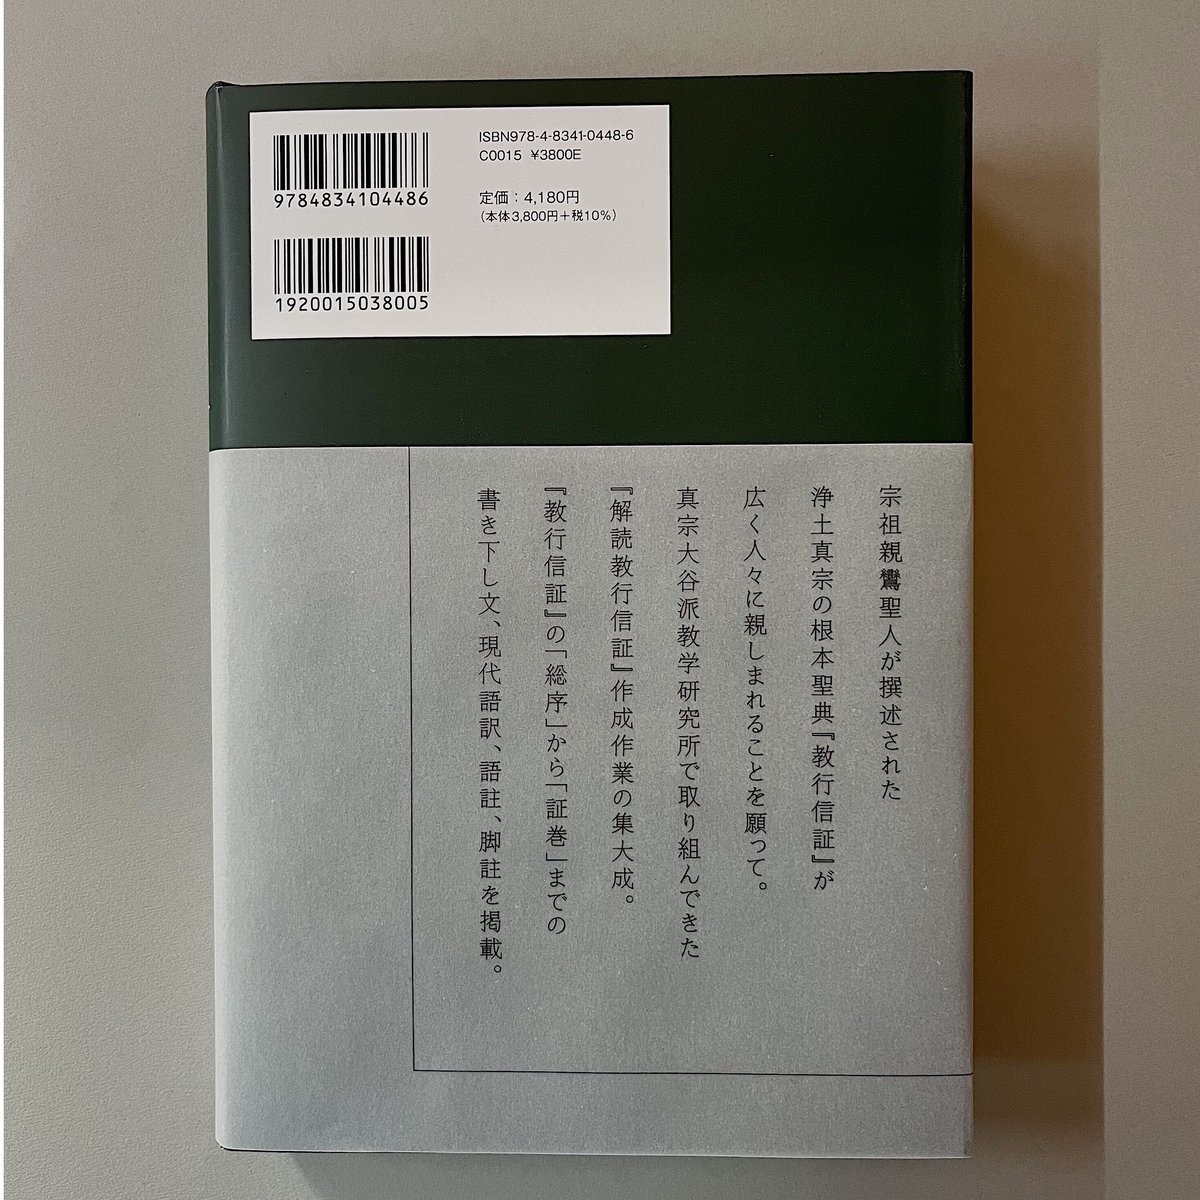 9784834104486
1920015038005
ISBN978-4-8341-0448-6
C0015 ¥3800E
定価：4,180円
（本体3,800円＋税10%）
宗祖親鸞聖人が撰述された
浄土真宗の根本聖典『教行信証』が
広く人々に親しまれることを願って。
真宗大谷派教学研究所で取り組んできた
『解読教行信証』作成作業の集大成。
『教行信証』の「総序」から「証巻」までの
書き下し文、現代語訳、語註、脚註を掲載。